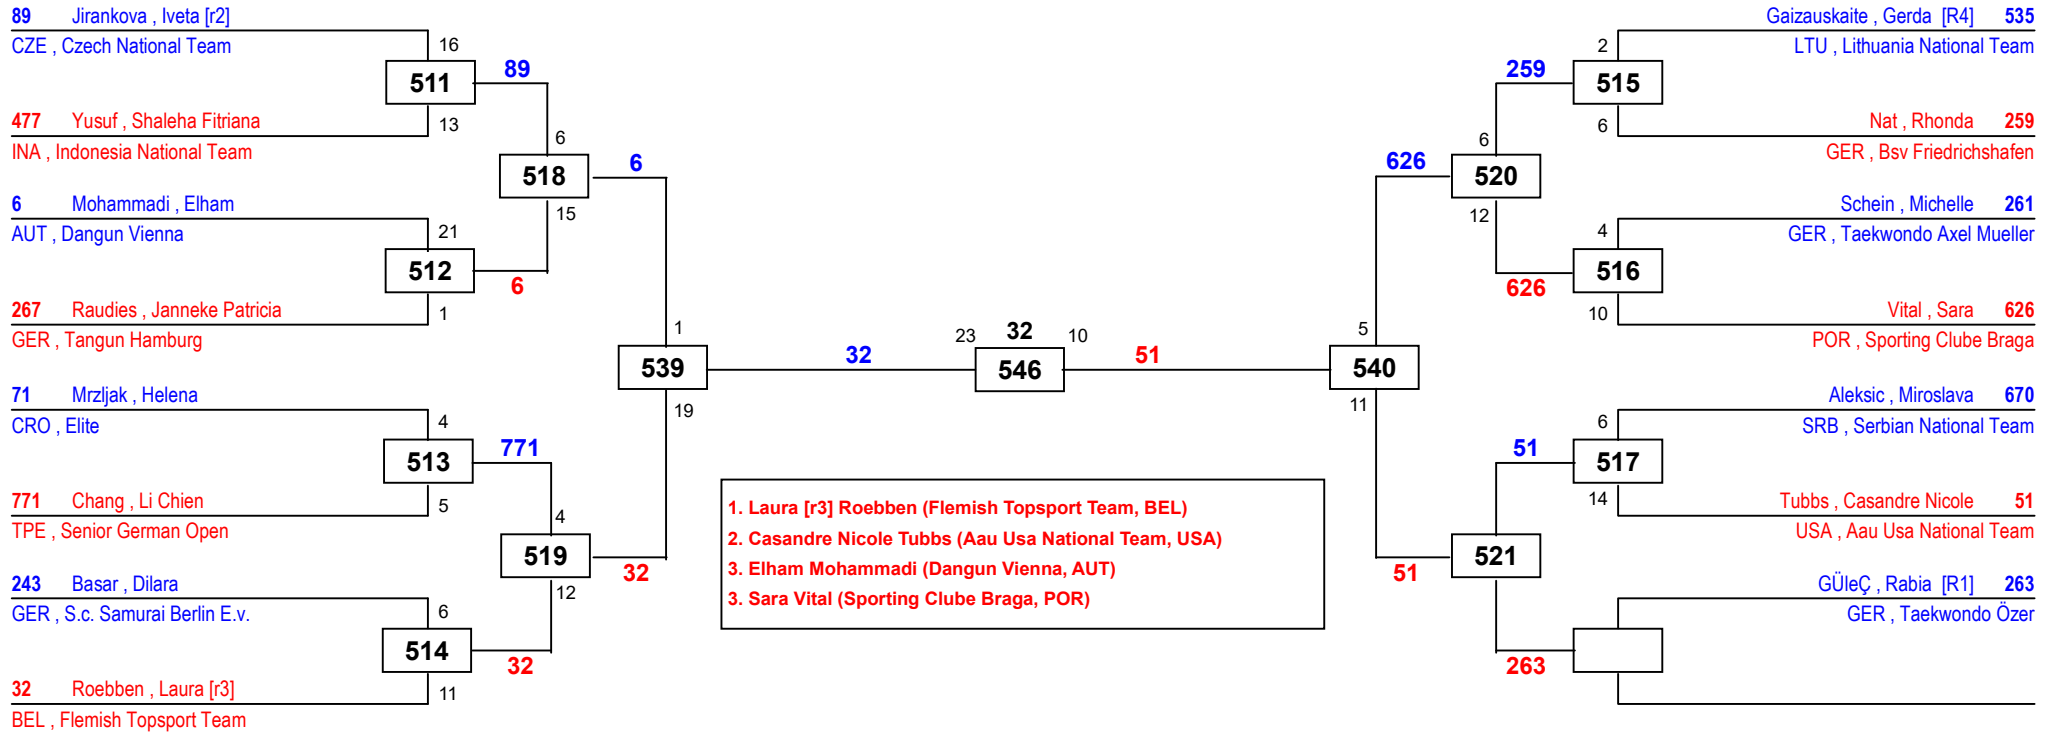 89 Jirankova , Iveta [r2]
CZE , Czech National Team
16
511
89
13
477 Yusuf , Shaleha Fitriana
INA , Indonesia National Team
6
518
6
15
6 Mohammadi , Elham
AUT , Dangun Vienna
21
512
6
1
267 Raudies , Janneke Patricia
GER , Tangun Hamburg
1
539
32
19
71 Mrzljak , Helena
CRO , Elite
4
513
771
5
771 Chang , Li Chien
TPE , Senior German Open
4
519
32
12
243 Basar , Dilara
GER , S.c. Samurai Berlin E.v.
6
514
32
11
32 Roebben , Laura [r3]
BEL , Flemish Topsport Team
23 32 10
546
51
1. Laura [r3] Roebben (Flemish Topsport Team, BEL)
2. Casandre Nicole Tubbs (Aau Usa National Team, USA)
3. Elham Mohammadi (Dangun Vienna, AUT)
3. Sara Vital (Sporting Clube Braga, POR)
Gaizauskaite , Gerda [R4] 535
LTU , Lithuania National Team
2
259
515
6
Nat , Rhonda 259
GER , Bsv Friedrichshafen
6
626
520
12
Schein , Michelle 261
GER , Taekwondo Axel Mueller
4
516
626
10
Vital , Sara 626
POR , Sporting Clube Braga
5
540
11
Aleksic , Miroslava 670
SRB , Serbian National Team
6
51
517
14
Tubbs , Casandre Nicole 51
USA , Aau Usa National Team
521
51
GÜleÇ , Rabia [R1] 263
GER , Taekwondo Özer
263